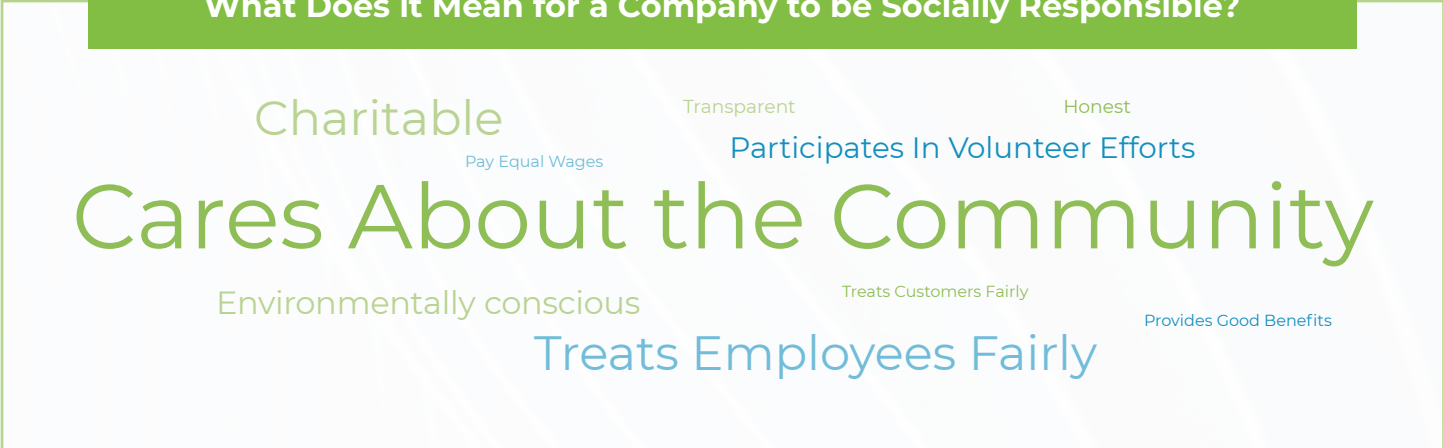 What Does it Mean for a Company to be Socially Responsible?
Charitable
Transparent
Honest
Participates In Volunteer Efforts
Pay Equal Wages
Cares About the Community
Environmentally conscious
Treats Customers Fairly
Provides Good Benefits
Treats Employees Fairly